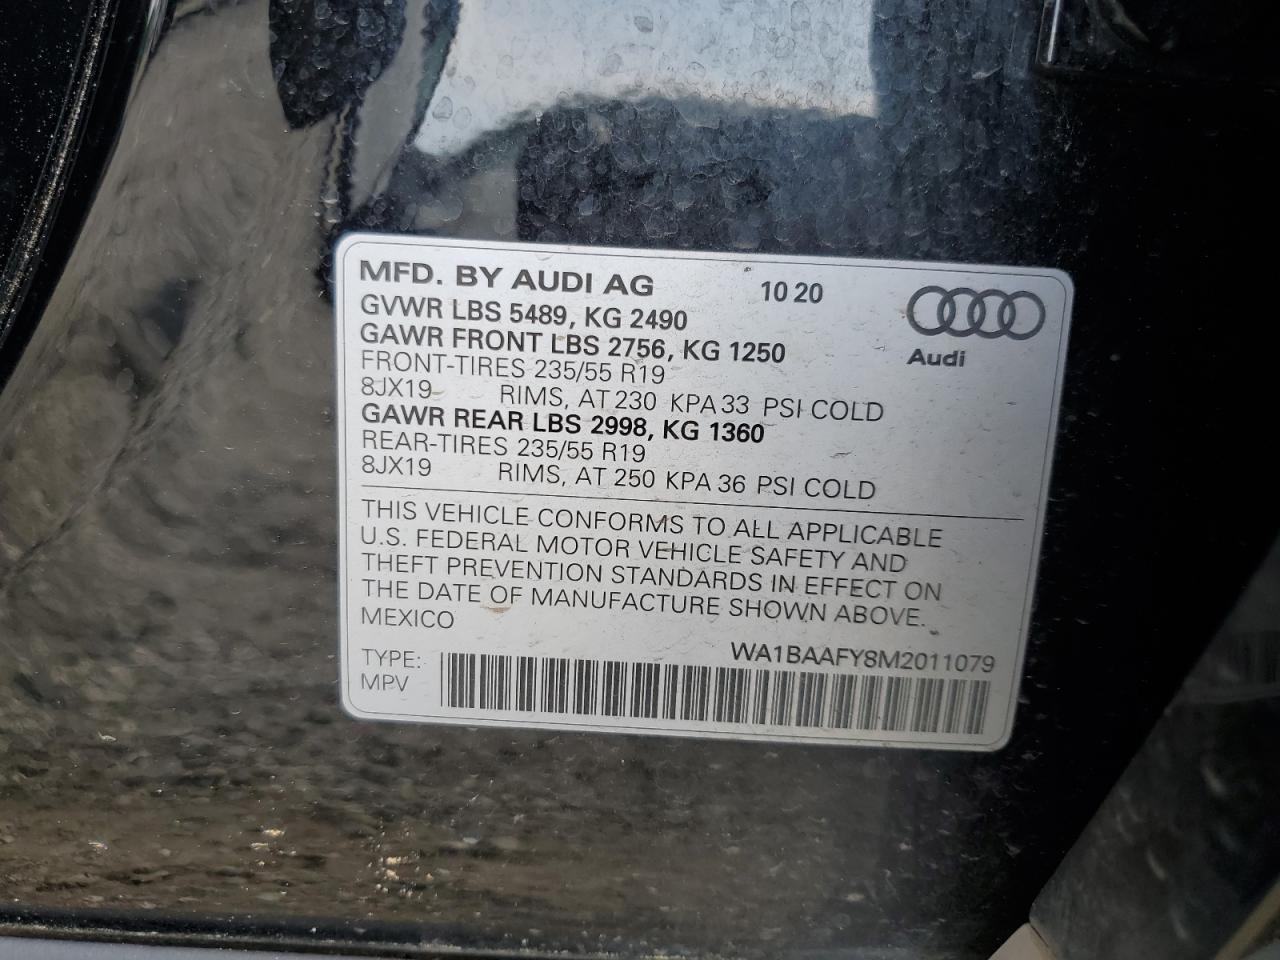 MFD. BY AUDI AG 10 20
GVWR LBS 5489, KG 2490
GAWR FRONT LBS 2756, KG 1250
Audi
FRONT-TIRES 235/55 R19
8JX19 RIMS, AT 230 KPA 33 PSI COLD
GAWR REAR LBS 2998, KG 1360
REAR-TIRES 235/55 R19
8JX19 RIMS, AT 250 KPA 36 PSI COLD
THIS VEHICLE CONFORMS TO ALL APPLICABLE
U.S. FEDERAL MOTOR VEHICLE SAFETY AND
THEFT PREVENTION STANDARDS IN EFFECT ON
THE DATE OF MANUFACTURE SHOWN ABOVE.
MEXICO
WA1BAAFY8M2011079
TYPE:
MPV